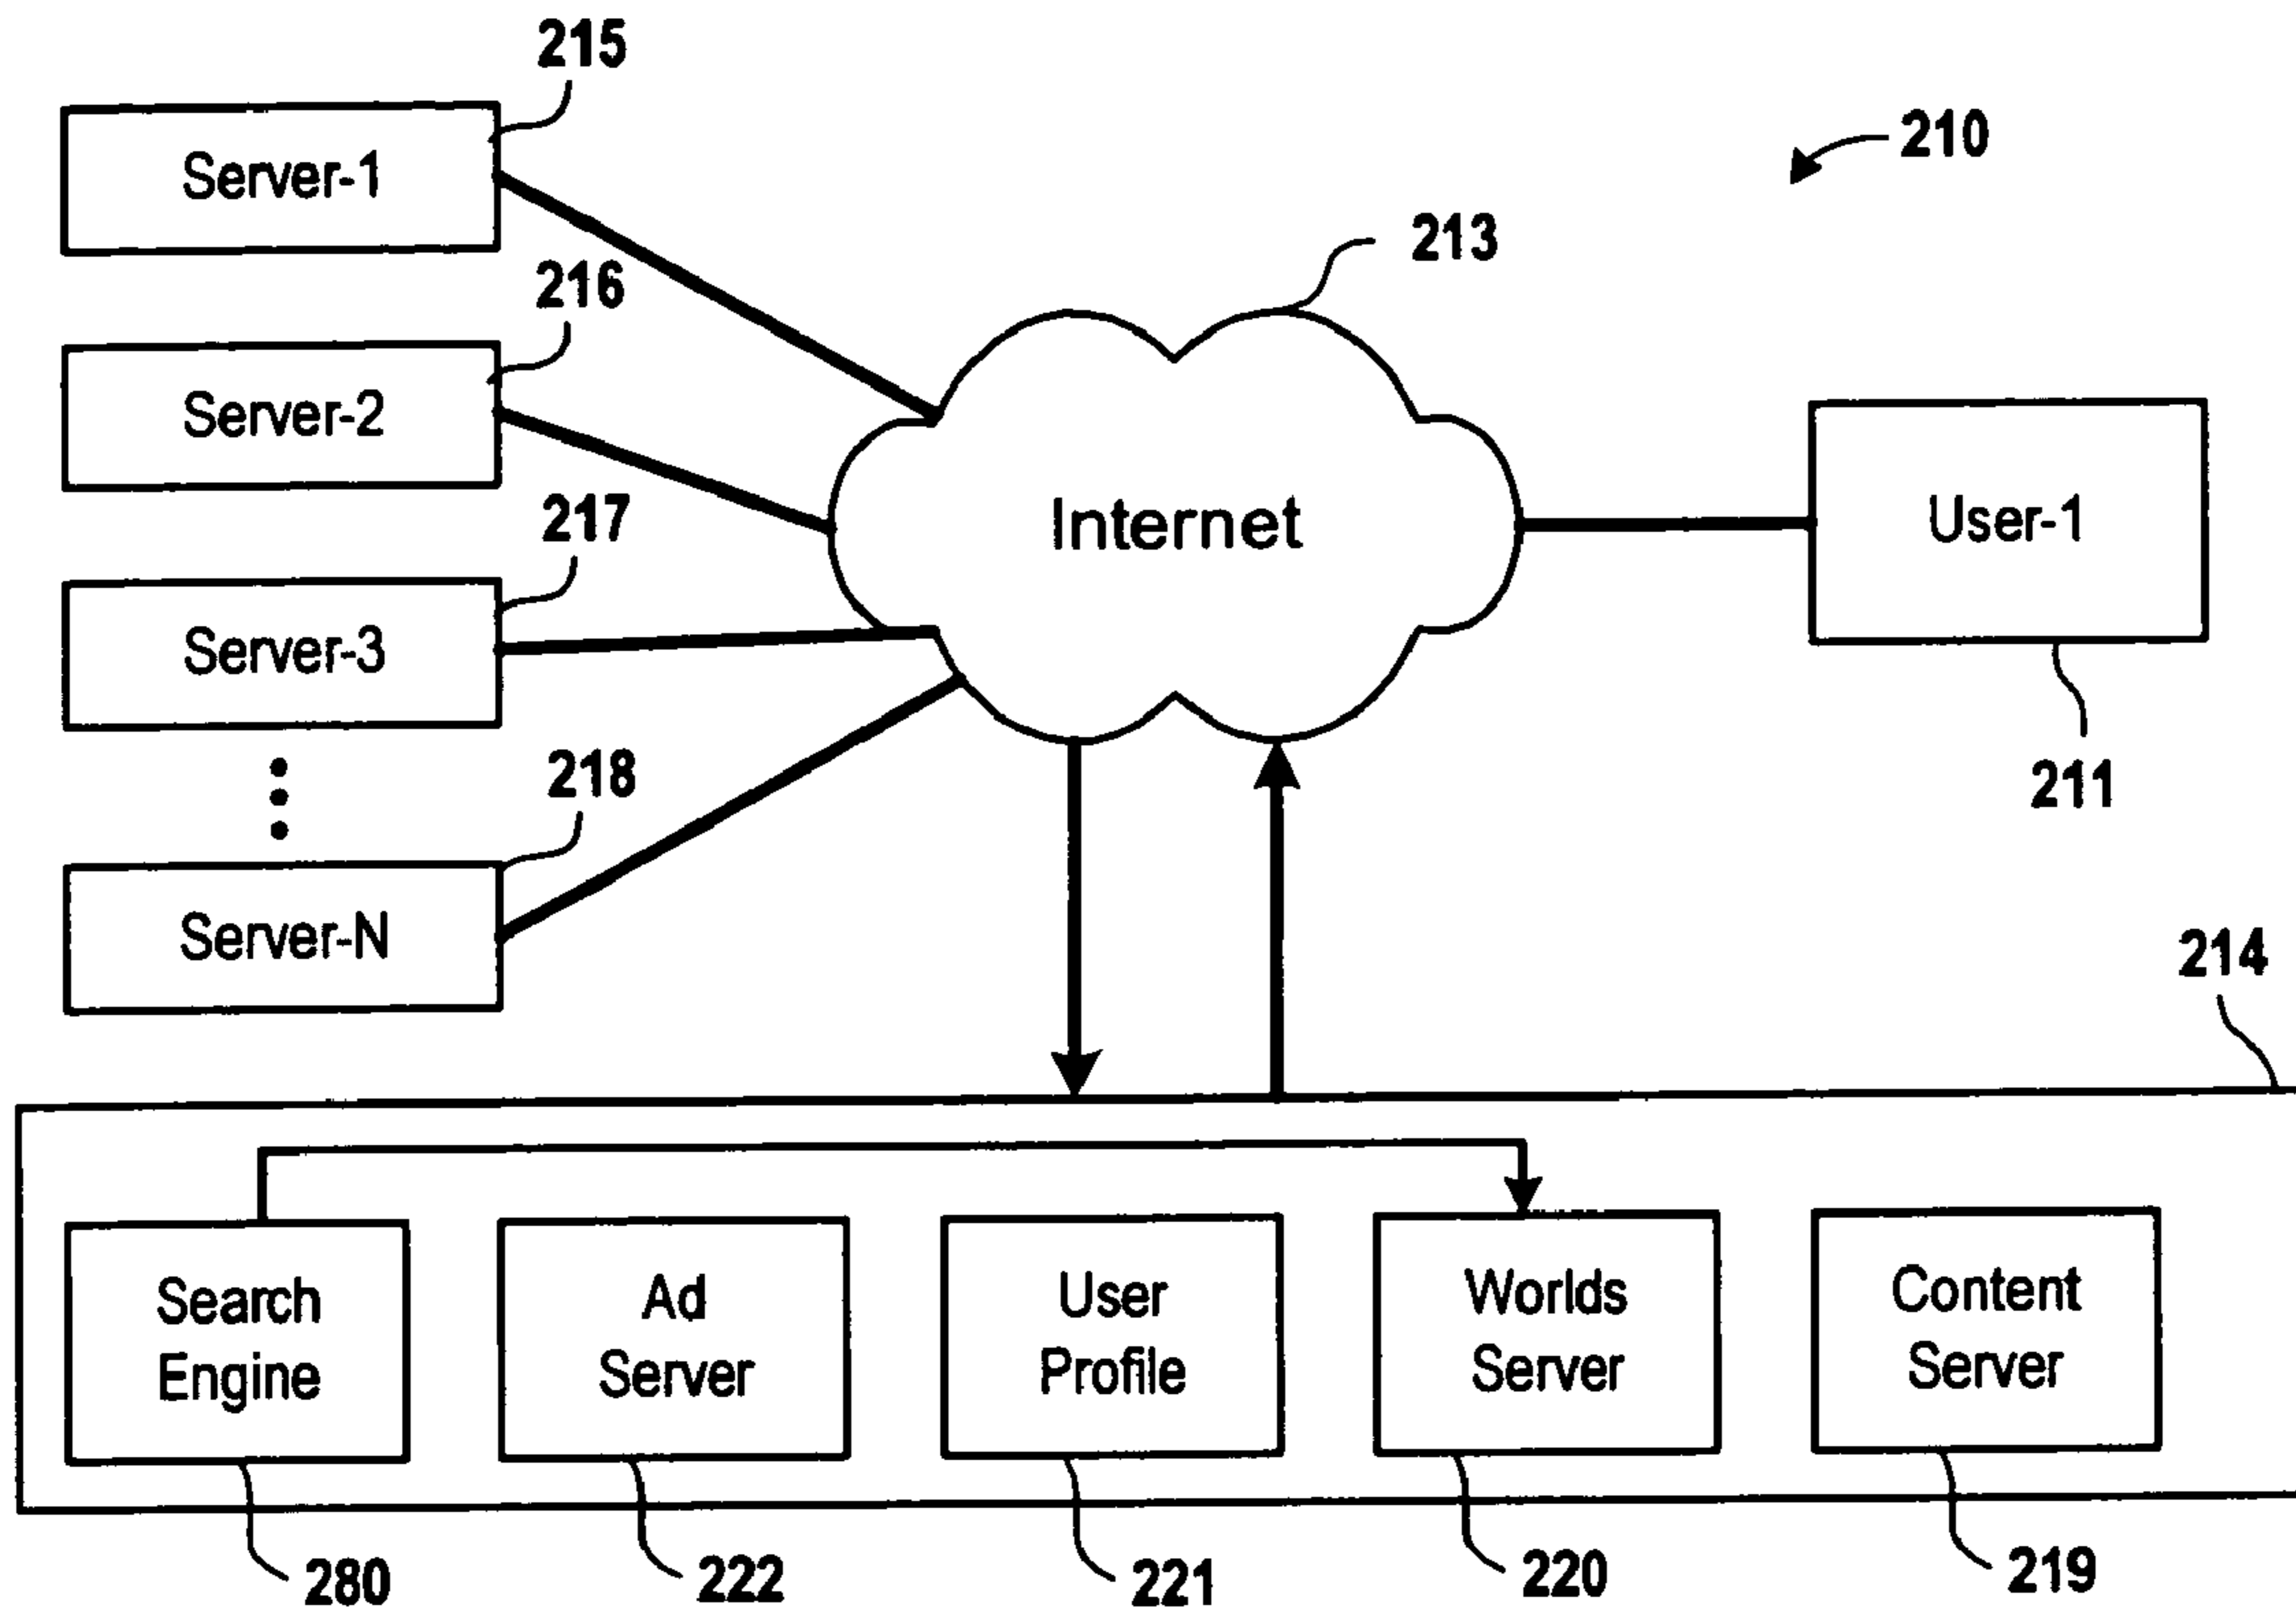 215
Server-1
210
213
216
Server-2
Internet
User-1
217
Server-3
211
218
Server-N
214
Search
Engine
Ad
Server
User
Profile
Worlds
Server
Content
Server
280
222
221
220
219